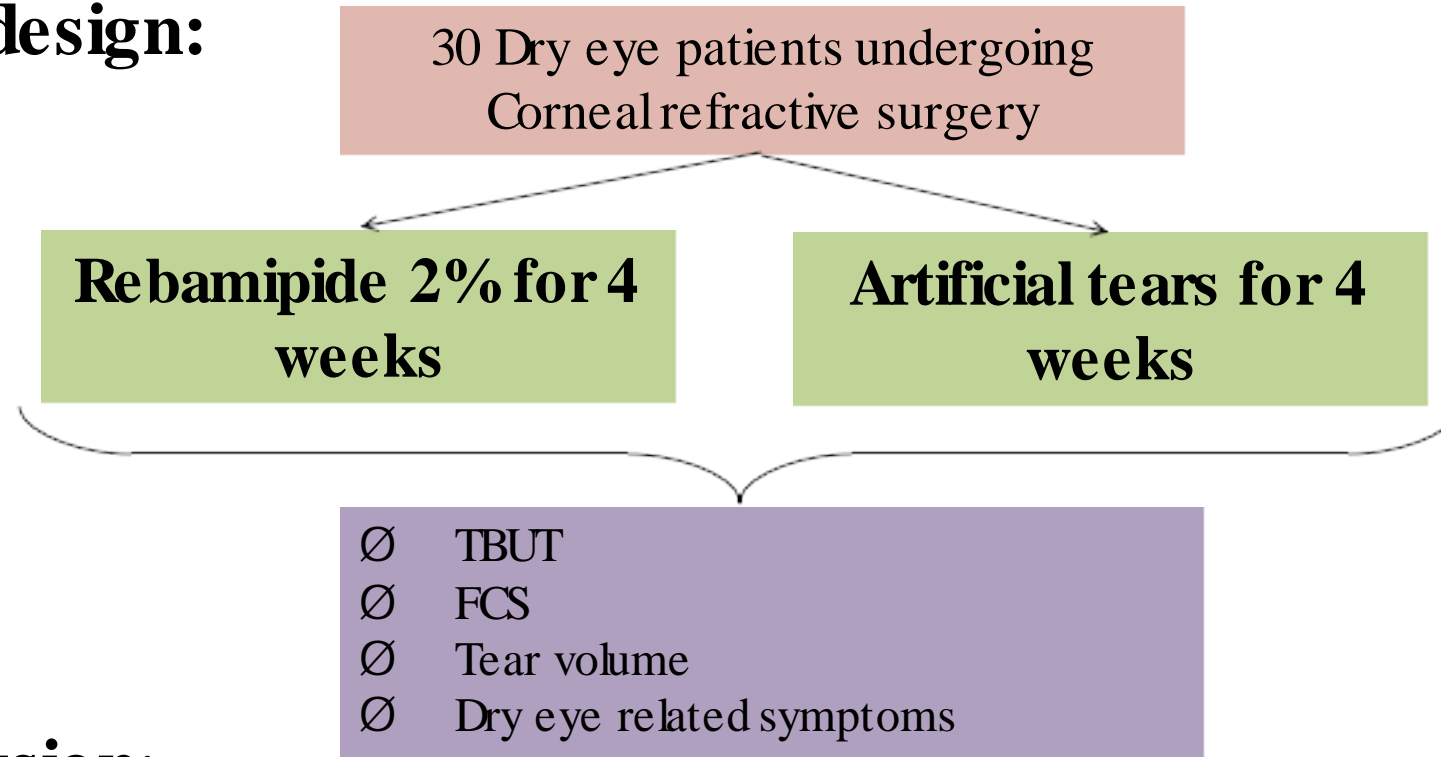 design:
30 Dry eye patients undergoing
Corneal refractive surgery
Rebamipide 2% for 4
weeks
Artificial tears for 4
weeks
Ø TBUT
Ø FCS
Ø Tear volume
Ø Dry eye related symptoms